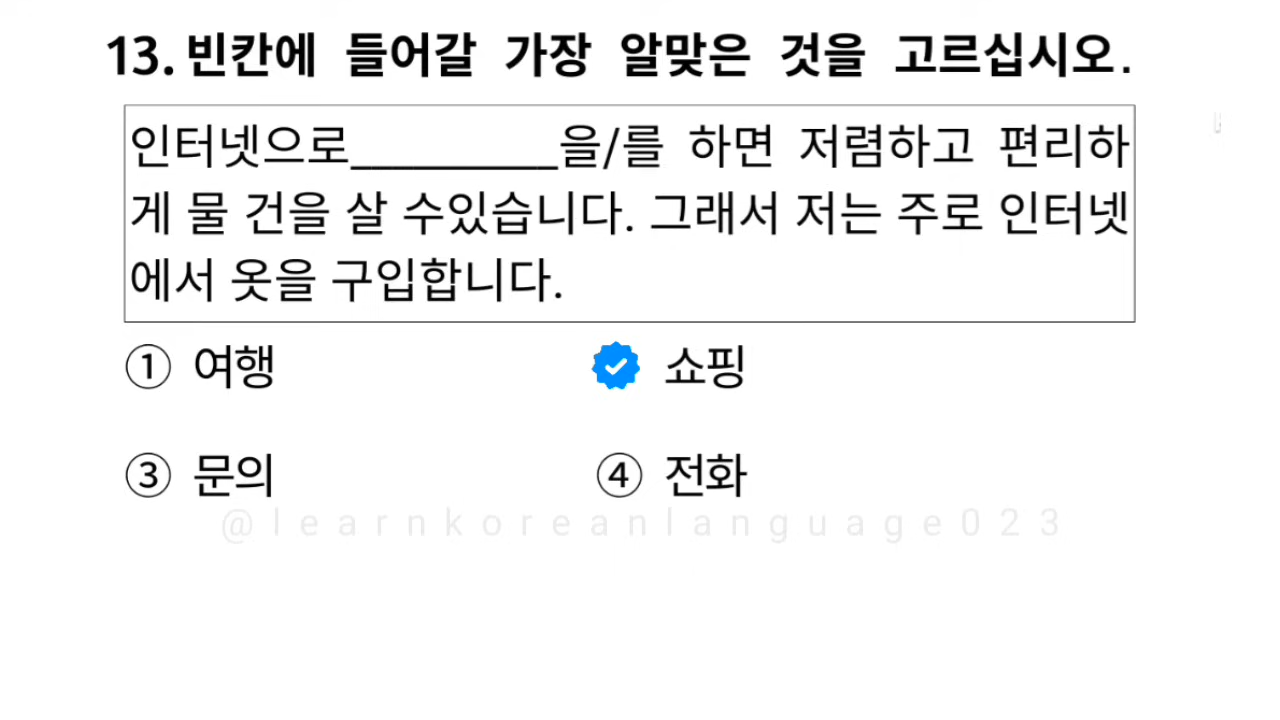 13. 빈칸에 들어갈 가장 알맞은 것을 고르십시오.
인터넷으로__________을/를 하면 저렴하고 편리하
게 물 건을 살 수있습니다. 그래서 저는 주로 인터넷
에서 옷을 구입합니다.
① 여행 쇼핑
③ 문의 ④ 전화
@learnkoreanlanguage023